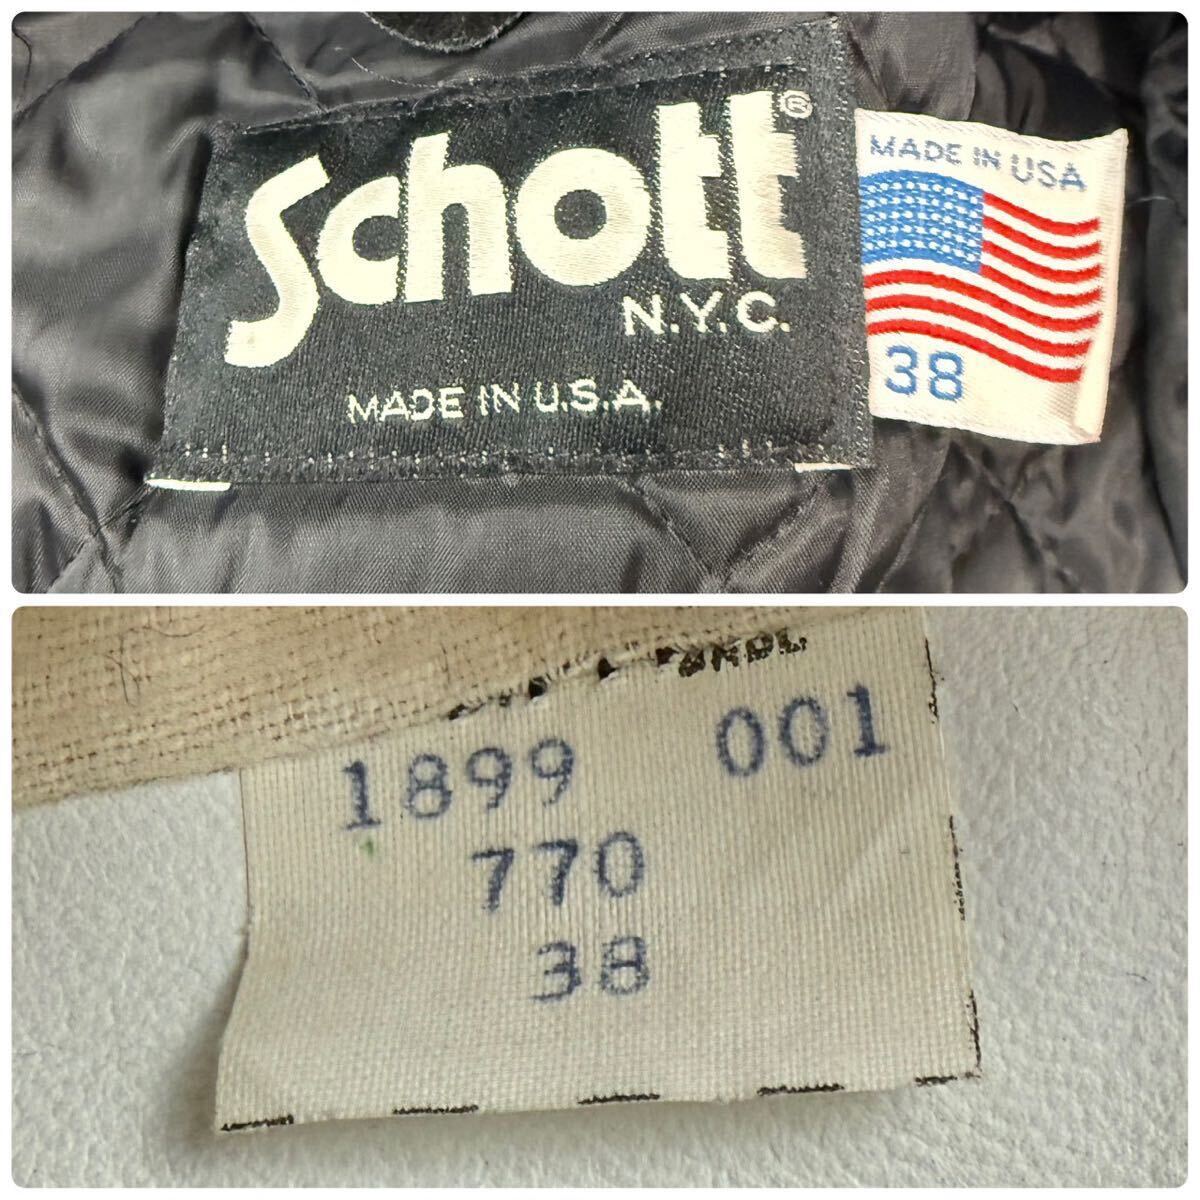 Schott®
N.Y.C.
MADE IN U.S.A.
MADE IN USA
38
1899 001
770
38